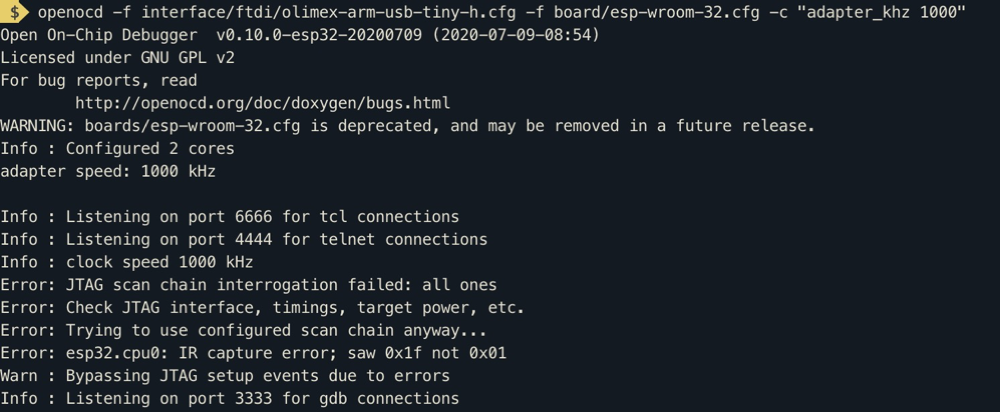 $ openocd -f interface/ftdi/olimex-arm-usb-tiny-h.cfg -f board/esp-wroom-32.cfg -c "adapter_khz 1000"
Open On-Chip Debugger  v0.10.0-esp32-20200709 (2020-07-09-08:54)
Licensed under GNU GPL v2
For bug reports, read
        http://openocd.org/doc/doxygen/bugs.html
WARNING: boards/esp-wroom-32.cfg is deprecated, and may be removed in a future release.
Info : Configured 2 cores
adapter speed: 1000 kHz
Info : Listening on port 6666 for tcl connections
Info : Listening on port 4444 for telnet connections
Info : clock speed 1000 kHz
Error: JTAG scan chain interrogation failed: all ones
Error: Check JTAG interface, timings, target power, etc.
Error: Trying to use configured scan chain anyway...
Error: esp32.cpu0: IR capture error; saw 0x1f not 0x01
Warn : Bypassing JTAG setup events due to errors
Info : Listening on port 3333 for gdb connections